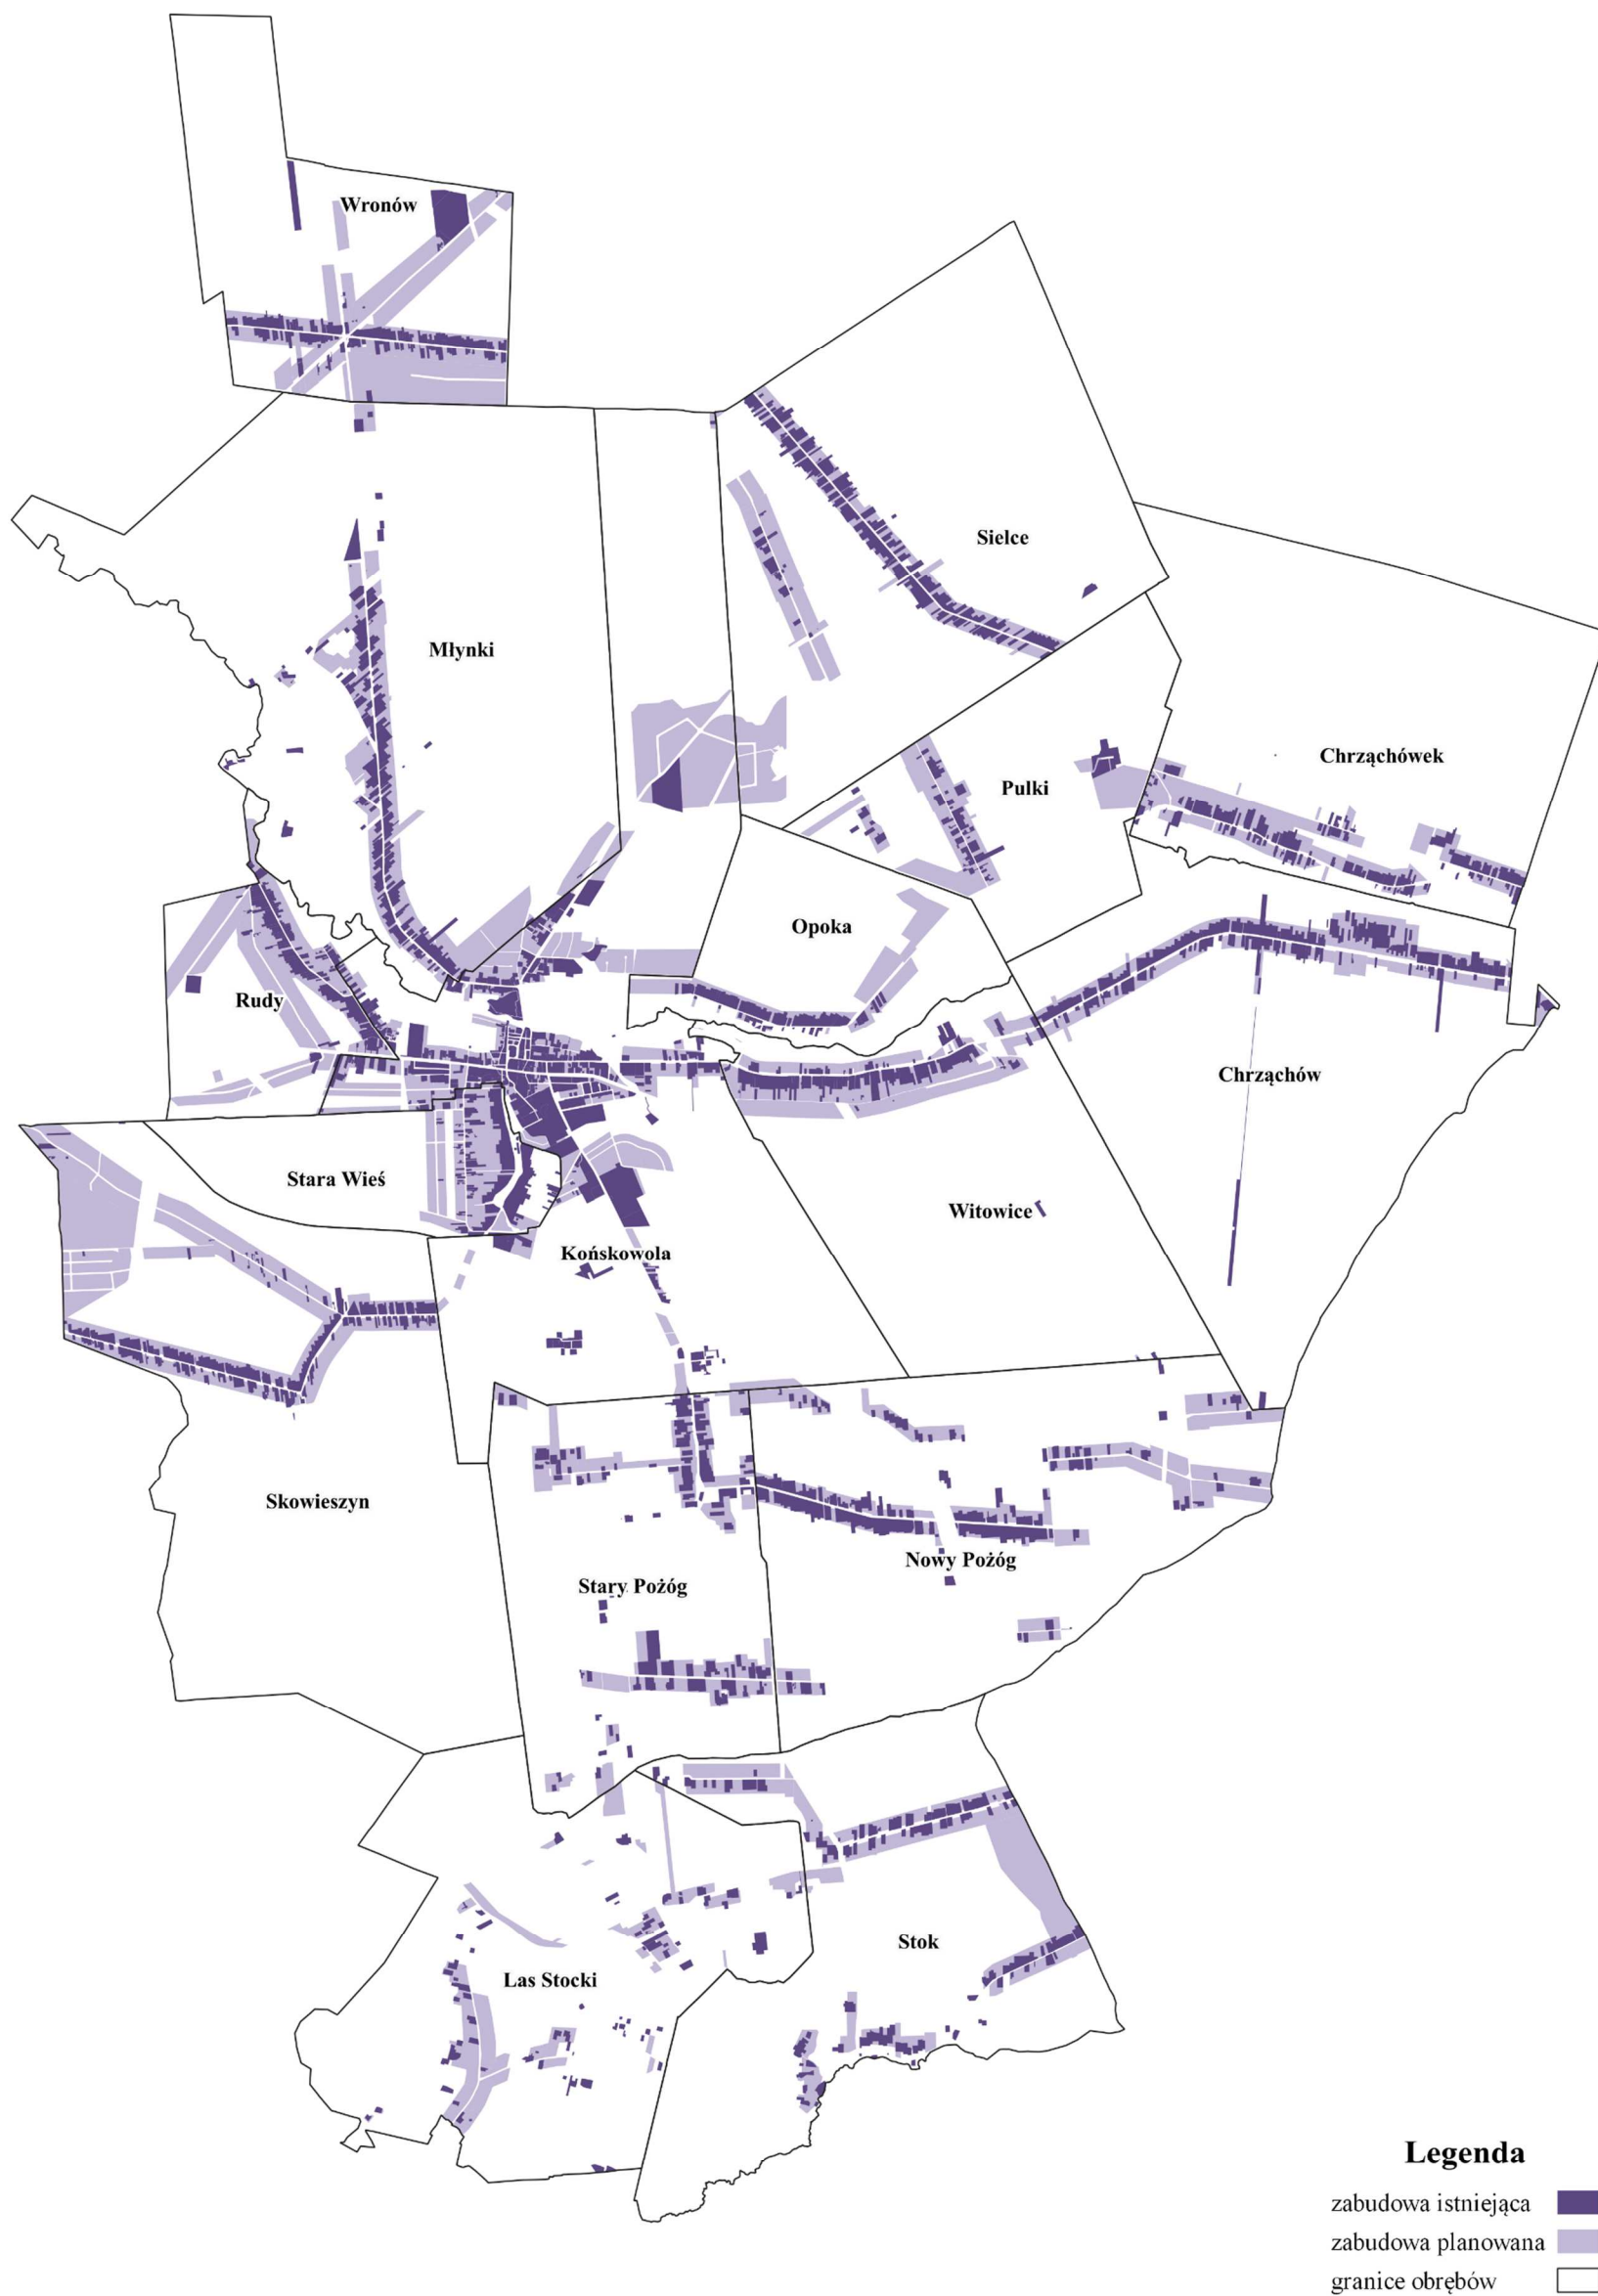 Wronów
Sielce
Młynki
Chrząchówek
Pulki
Opoka
Rudy
Chrząchów
Stara Wieś
Witowice
Końskowola
Skowieszyn
Nowy Pożóg
Stary Pożóg
Stok
Las Stocki
Legenda
zabudowa istniejąca
zabudowa planowana
granice obrębów